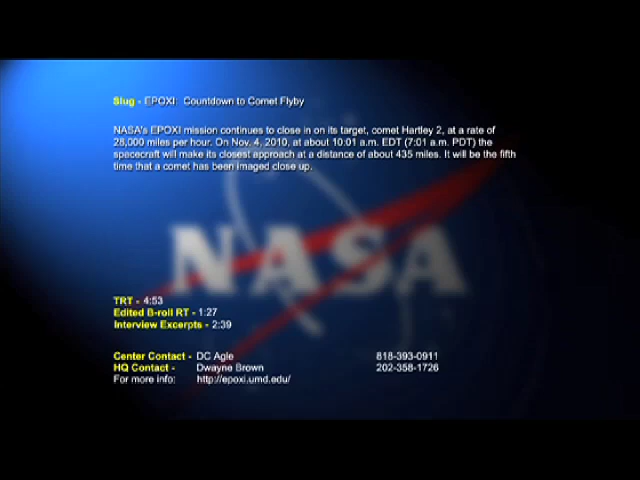 Slug - EPOXI: Countdown to Comet Flyby
NASA's EPOXI mission continues to close in on its target, comet Hartley 2, at a rate of
28,000 miles per hour. On Nov. 4, 2010, at about 10:01 a.m. EDT (7:01 a.m. PDT) the
spacecraft will make its closest approach at a distance of about 435 miles. It will be the fifth
time that a comet has been imaged close up.
NASA
TRT - 4:53
Edited B-roll RT - 1:27
Interview Excerpts - 2:39
Center Contact - DC Agle 818-393-0911
HQ Contact - Dwayne Brown 202-358-1726
For more info: http://epoxi.umd.edu/